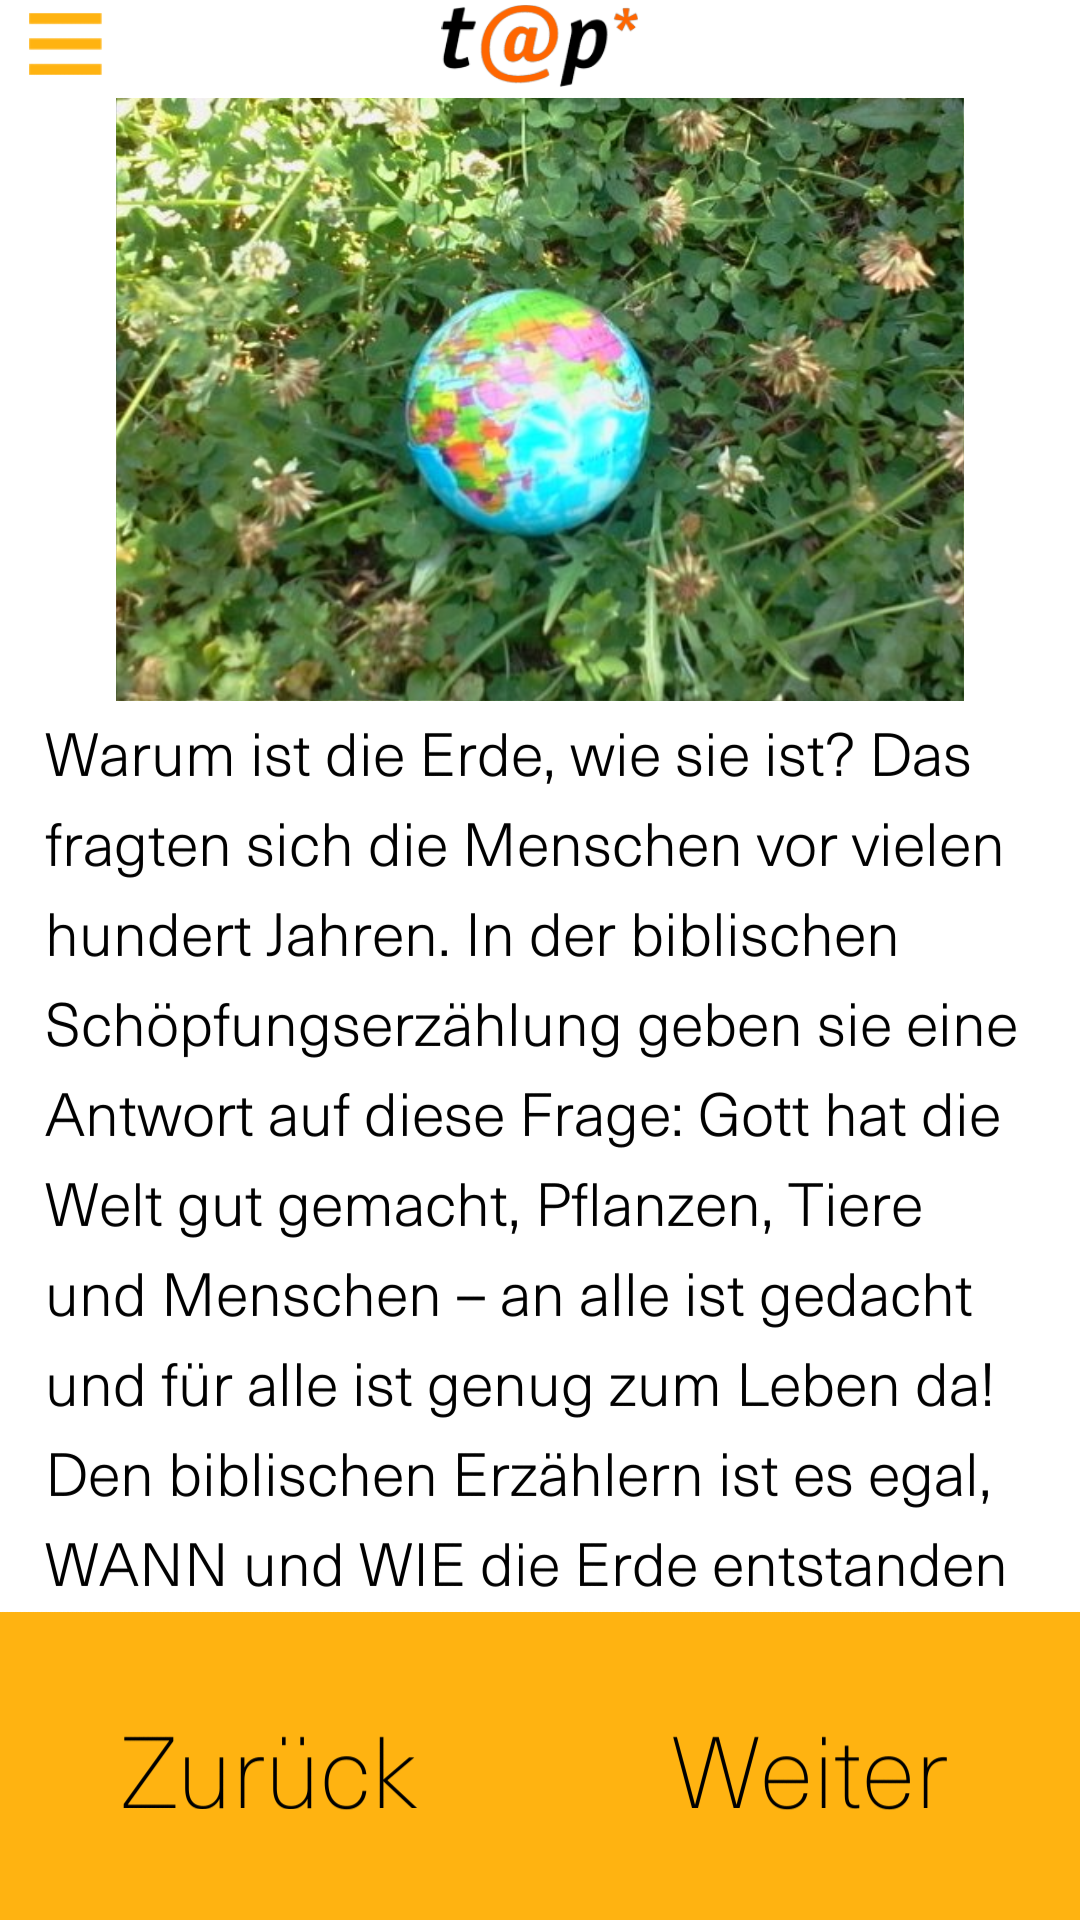 t@p*
Warum ist die Erde, wie sie ist? Das
fragten sich die Menschen vor vielen
hundert Jahren. In der biblischen
Schöpfungserzählung geben sie eine
Antwort auf diese Frage: Gott hat die
Welt gut gemacht, Pflanzen, Tiere
und Menschen – an alle ist gedacht
und für alle ist genug zum Leben da!
Den biblischen Erzählern ist es egal,
WANN und WIE die Erde entstanden
Zurück Weiter